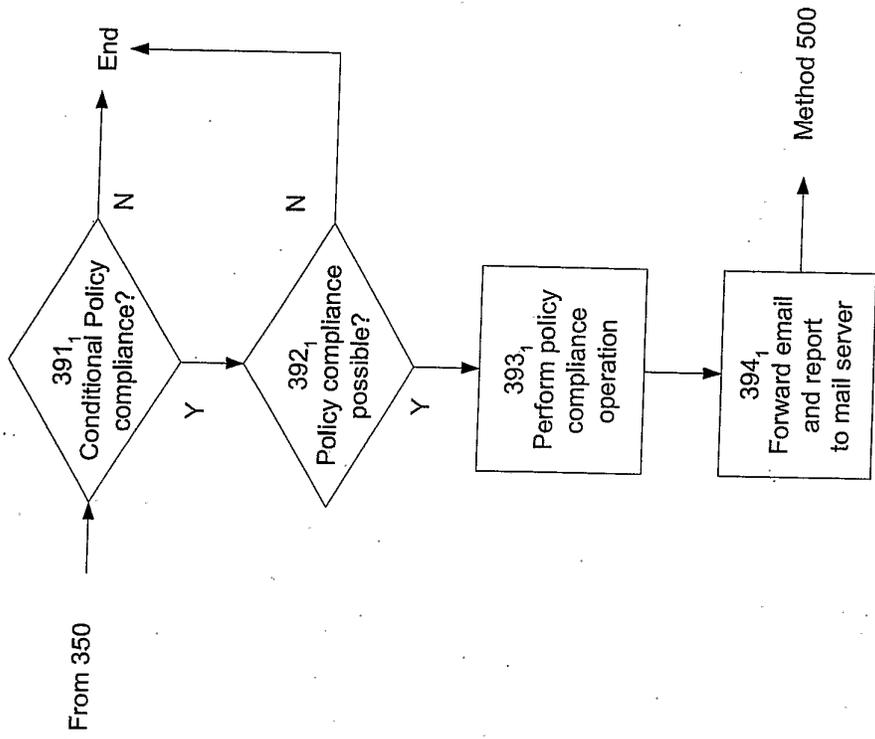 From 350
391₁
Conditional Policy
compliance?
N
End
Y
392₁
Policy compliance
possible?
N
Y
393₁
Perform policy
compliance
operation
394₁
Forward email
and report
to mail server
Method 500